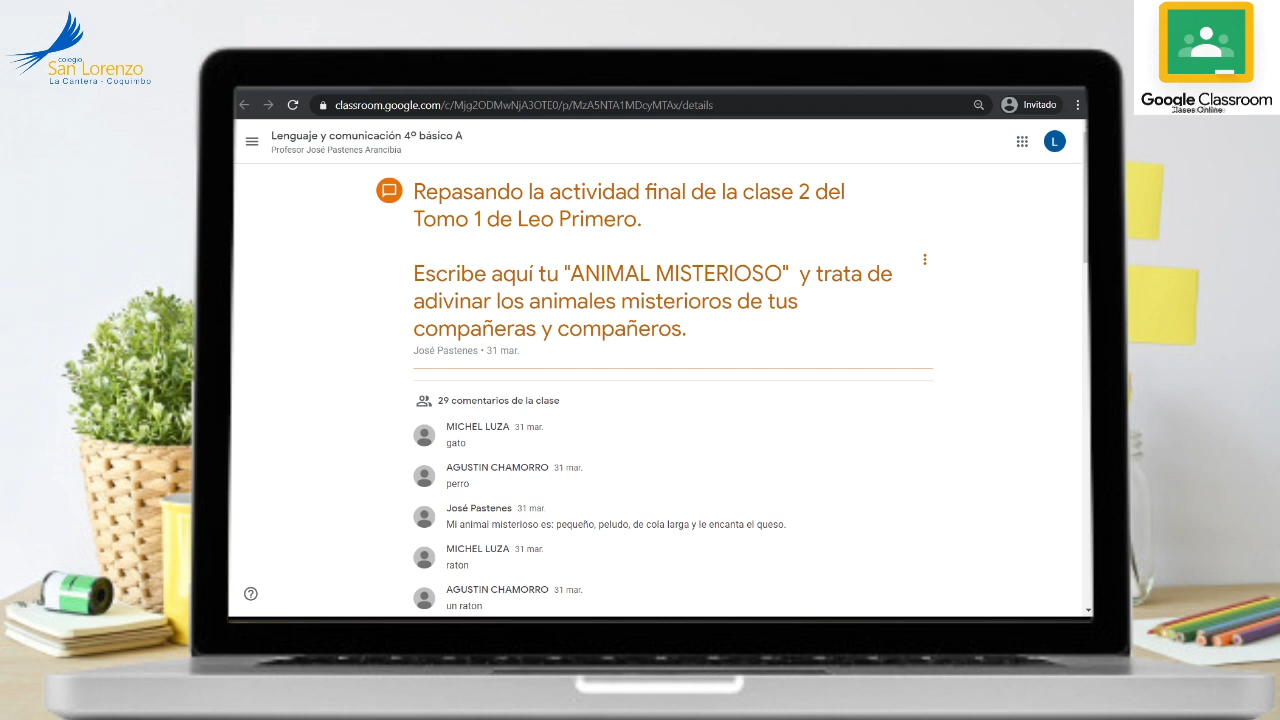 colegio
San Lorenzo
La Cantera - Coquimbo
Google Classroom
Clases Online
classroom.google.com/c/Mjg2ODMwNjA3OTE0/p/MzA5NTA1MDcyMTAx/details
Invitado
Lenguaje y comunicación 4º básico A
Profesor José Pastenes Arancibia
L
Repasando la actividad final de la clase 2 del
Tomo 1 de Leo Primero.
Escribe aquí tu "ANIMAL MISTERIOSO" y trata de
adivinar los animales misterioros de tus
compañeras y compañeros.
José Pastenes • 31 mar.
29 comentarios de la clase
MICHEL LUZA 31 mar.
gato
AGUSTIN CHAMORRO 31 mar.
perro
José Pastenes 31 mar.
Mi animal misterioso es: pequeño, peludo, de cola larga y le encanta el queso.
MICHEL LUZA 31 mar.
raton
AGUSTIN CHAMORRO 31 mar.
un raton